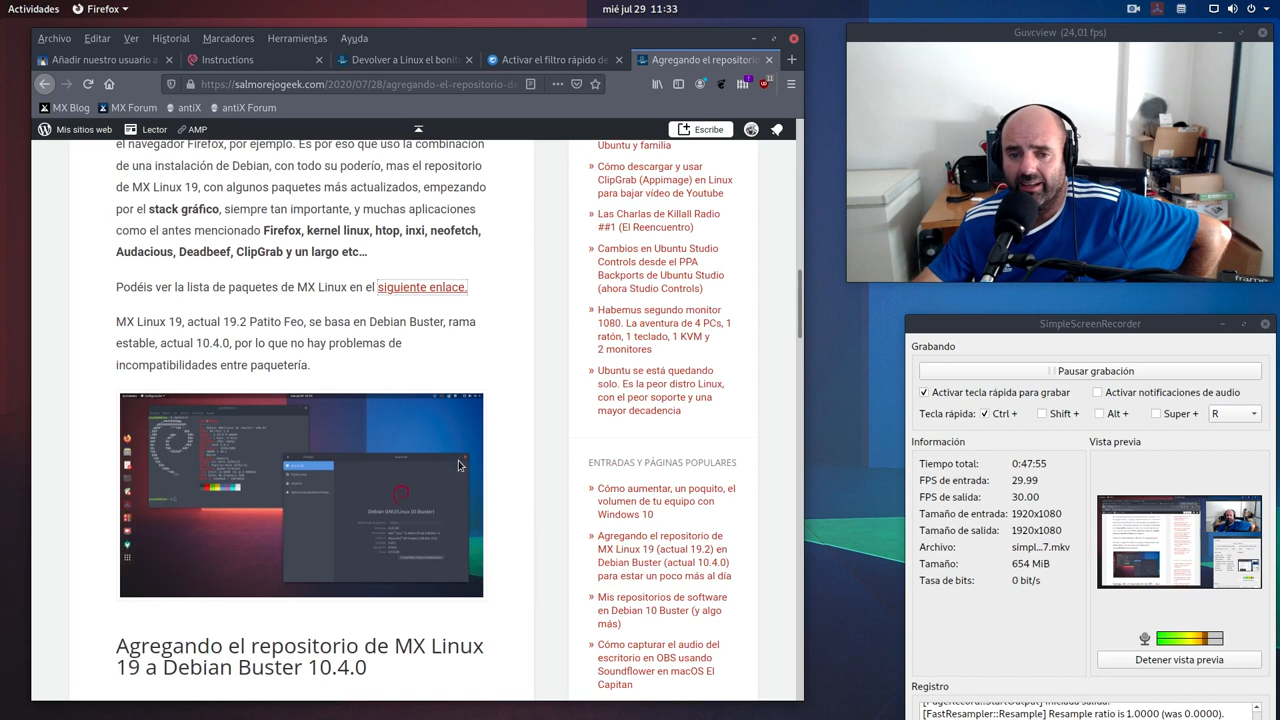 Actividades
Firefox
mié jul 29 11:33
Archivo Editar Ver Historial Marcadores Herramientas Ayuda
Añadir nuestro usuario a
Instructions
Devolver a Linux el bonit
Activar el filtro rápido de
Agregando el repositorio
https://salmorejogeek.com/2020/07/28/agregando-el-repositorio-d
MX Blog MX Forum antiX antiX Forum
Mis sitios web Lector AMP Escribe
el navegador Firefox, por ejemplo. Es por eso que uso la combinación
de una instalación de Debian, con todo su poderío, mas el repositorio
de MX Linux 19, con algunos paquetes más actualizados, empezando
por el stack gráfico, siempre tan importante, y muchas aplicaciones
como el antes mencionado Firefox, kernel linux, htop, inxi, neofetch,
Audacious, Deadbeef, ClipGrab y un largo etc…
Podéis ver la lista de paquetes de MX Linux en el siguiente enlace.
MX Linux 19, actual 19.2 Patito Feo, se basa en Debian Buster, rama
estable, actual 10.4.0, por lo que no hay problemas de
incompatibilidades entre paquetería.
Debian GNU/Linux 10 (Buster)
Agregando el repositorio de MX Linux
19 a Debian Buster 10.4.0
Ubuntu y familia
» Cómo descargar y usar
ClipGrab (Appimage) en Linux
para bajar vídeo de Youtube
» Las Charlas de Killall Radio
##1 (El Reencuentro)
» Cambios en Ubuntu Studio
Controls desde el PPA
Backports de Ubuntu Studio
(ahora Studio Controls)
» Habemus segundo monitor
1080. La aventura de 4 PCs, 1
ratón, 1 teclado, 1 KVM y
2 monitores
» Ubuntu se está quedando
solo. Es la peor distro Linux,
con el peor soporte y una
mayor decadencia
ENTRADAS Y PÁGINAS POPULARES
» Cómo aumentar, un poquito, el
volumen de tu equipo con
Windows 10
» Agregando el repositorio de
MX Linux 19 (actual 19.2) en
Debian Buster (actual 10.4.0)
para estar un poco más al día
» Mis repositorios de software
en Debian 10 Buster (y algo
más)
» Cómo capturar el audio del
escritorio en OBS usando
Soundflower en macOS El
Capitan
Guvcview (24,01 fps)
frame
SimpleScreenRecorder
Grabando
Pausar grabación
Activar tecla rápida para grabar Activar notificaciones de audio
Tecla rápida: Ctrl + Shift + Alt + Super + R
Información
Tiempo total: 0:47:55
FPS de entrada: 29.99
FPS de salida: 30.00
Tamaño de entrada: 1920x1080
Tamaño de salida: 1920x1080
Archivo: simpl...7.mkv
Tamaño: 654 MiB
Tasa de bits: 0 bit/s
Vista previa
Detener vista previa
Registro
[PageRecord::StartOutput] Iniciada salida.
[FastResampler::Resample] Resample ratio is 1.0000 (was 0.0000).